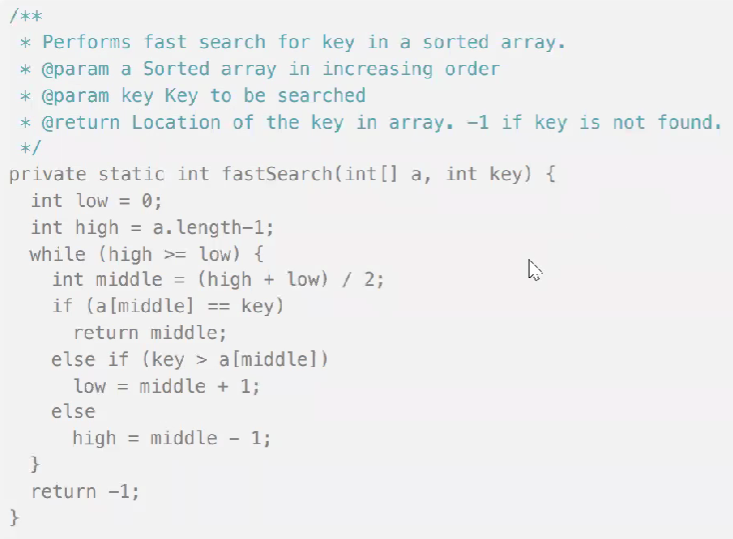 /**
 * Performs fast search for key in a sorted array.
 * @param a Sorted array in increasing order
 * @param key Key to be searched
 * @return Location of the key in array. -1 if key is not found.
 */
private static int fastSearch(int[] a, int key) {
  int low = 0;
  int high = a.length-1;
  while (high >= low) {
    int middle = (high + low) / 2;
    if (a[middle] == key)
      return middle;
    else if (key > a[middle])
      low = middle + 1;
    else
      high = middle - 1;
  }
  return -1;
}